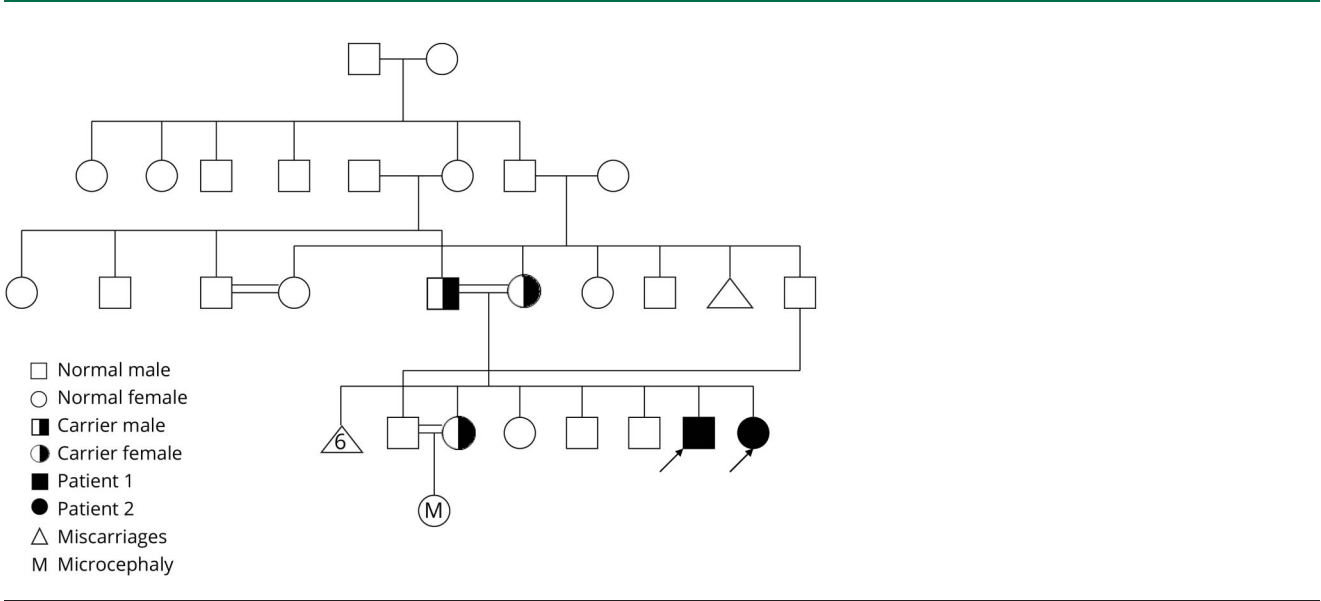 Normal male
Normal female
Carrier male
Carrier female
Patient 1
Patient 2
Miscarriages
M Microcephaly
6
M